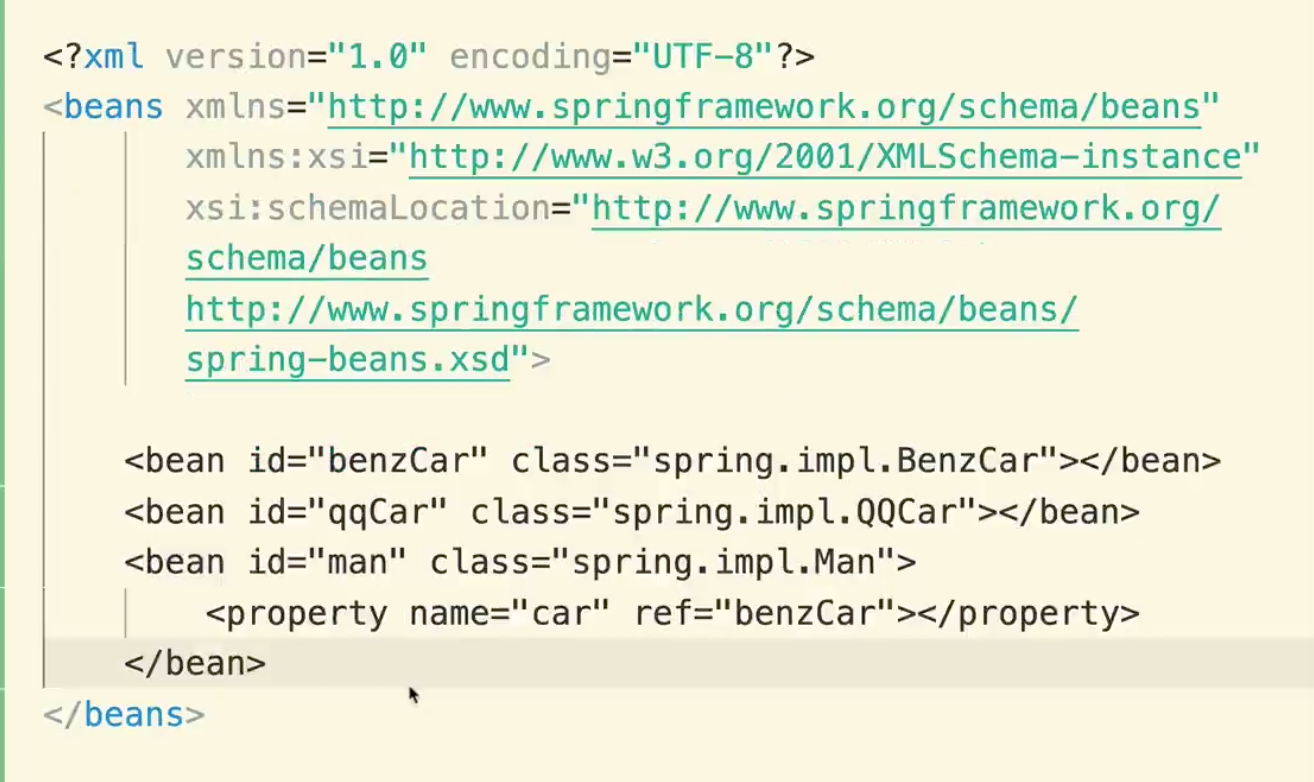 <?xml version="1.0" encoding="UTF-8"?>
<beans xmlns="http://www.springframework.org/schema/beans"
xmlns:xsi="http://www.w3.org/2001/XMLSchema-instance"
xsi:schemaLocation="http://www.springframework.org/
schema/beans
http://www.springframework.org/schema/beans/
spring-beans.xsd">
<bean id="benzCar" class="spring.impl.BenzCar"></bean>
<bean id="qqCar" class="spring.impl.QQCar"></bean>
<bean id="man" class="spring.impl.Man">
<property name="car" ref="benzCar"></property>
</bean>
</beans>